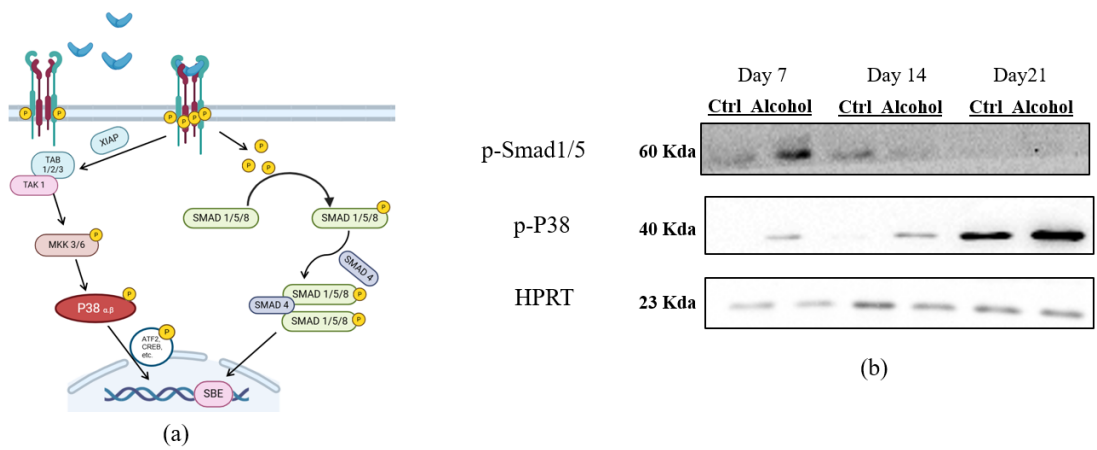 P
P
P
P
P
P
P
XIAP
TAB
1/2/3
TAK 1
P
P
P
SMAD 1/5/8
SMAD 1/5/8
P
MKK 3/6
P
SMAD 4
P38 α,β
P
SMAD 4
SMAD 1/5/8
P
SMAD 1/5/8
P
ATF2,
CREB,
etc.
P
SBE
(a)
Day 7 Day 14 Day21
Ctrl Alcohol Ctrl Alcohol Ctrl Alcohol
p-Smad1/5 60 Kda
p-P38 40 Kda
HPRT 23 Kda
(b)